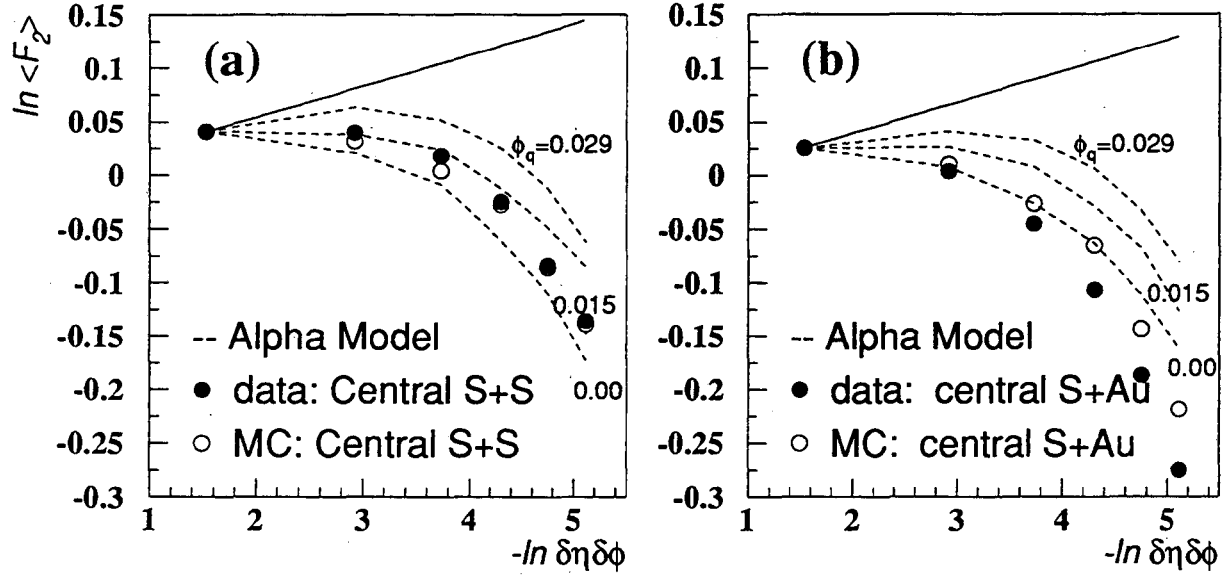 ln <F2>
0.15
0.1
0.05
0
-0.05
-0.1
-0.15
-0.2
-0.25
-0.3
(a)
ϕq=0.029
0.015
0.00
-- Alpha Model
● data: Central S+S
○ MC: Central S+S
1 2 3 4 5
-ln δηδϕ
0.15
0.1
0.05
0
-0.05
-0.1
-0.15
-0.2
-0.25
-0.3
(b)
ϕq=0.029
0.015
0.00
-- Alpha Model
● data: central S+Au
○ MC: central S+Au
1 2 3 4 5
-ln δηδϕ